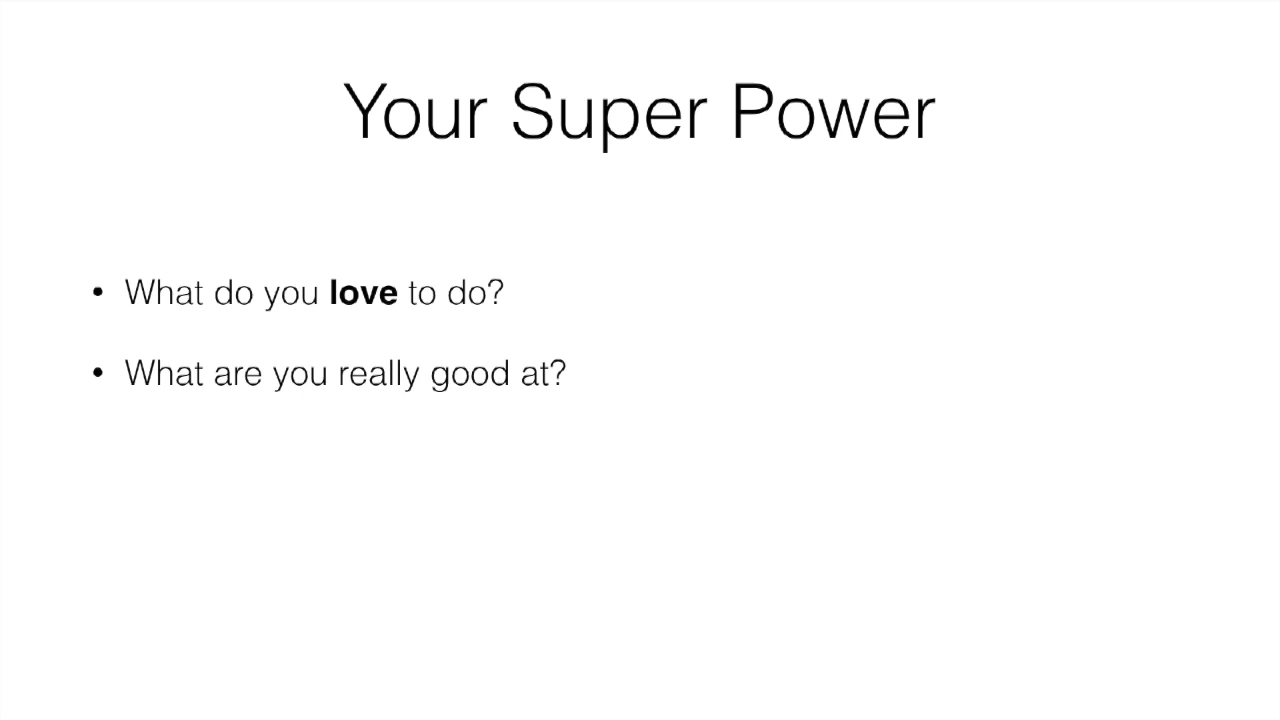 Your Super Power
• What do you love to do?
• What are you really good at?